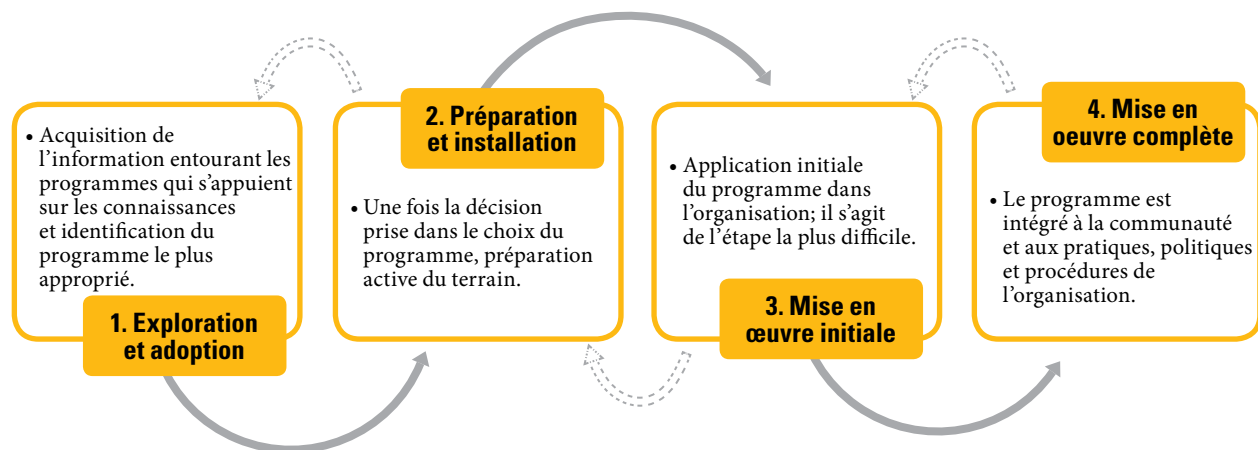 • Acquisition de
l'information entourant les
programmes qui s'appuient
sur les connaissances
et identification du
programme le plus
approprié.
1. Exploration
et adoption
2. Préparation
et installation
• Une fois la décision
prise dans le choix du
programme, préparation
active du terrain.
• Application initiale
du programme dans
l'organisation; il s'agit
de l'étape la plus difficile.
3. Mise en
œuvre initiale
4. Mise en
oeuvre complète
• Le programme est
intégré à la communauté
et aux pratiques, politiques
et procédures de
l'organisation.